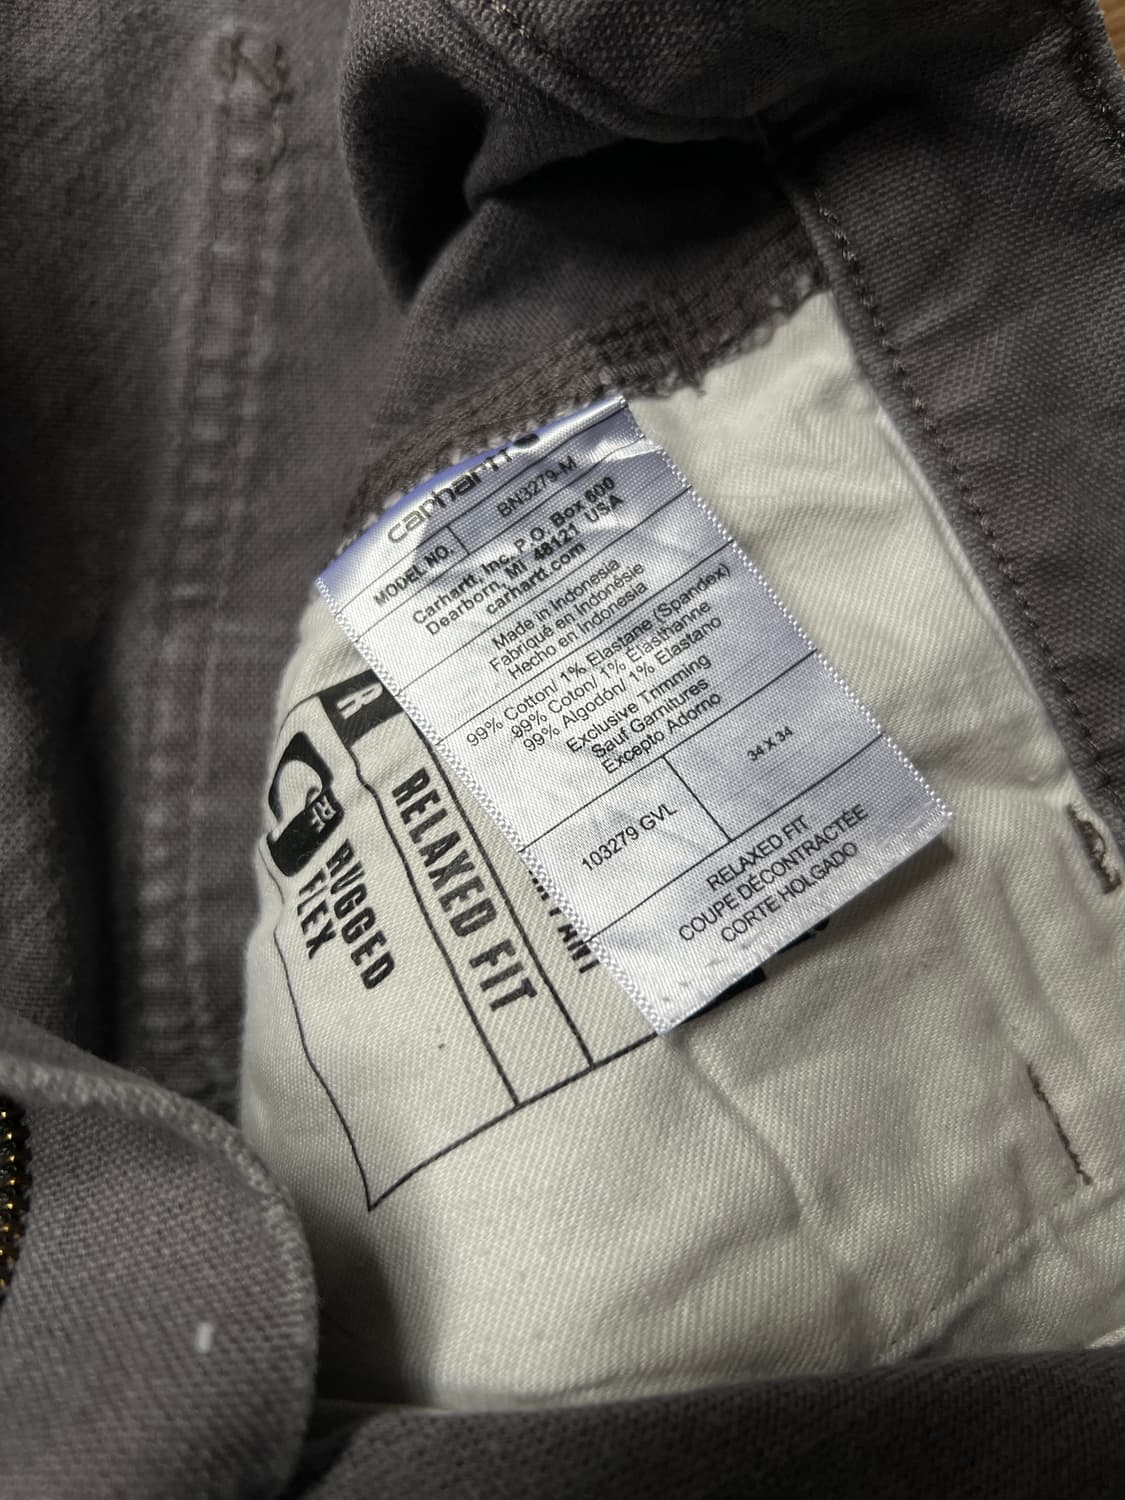 carhartt
MODEL NO. BN3279-M
Carhartt, Inc. P.O. Box 600
Dearborn, MI 48121 USA
carhartt.com
Made in Indonesia
Fabriqué en Indonésie
Hecho en Indonesia
99% Cotton/ 1% Elastane (Spandex)
99% Coton/ 1% Élasthanne
99% Algodón/ 1% Elastano
Exclusive Trimming
Sauf Garnitures
Excepto Adorno
103279 GVL 34 X 34
RELAXED FIT
COUPE DÉCONTRACTÉE
CORTE HOLGADO
RELAXED FIT
RF RUGGED
FLEX